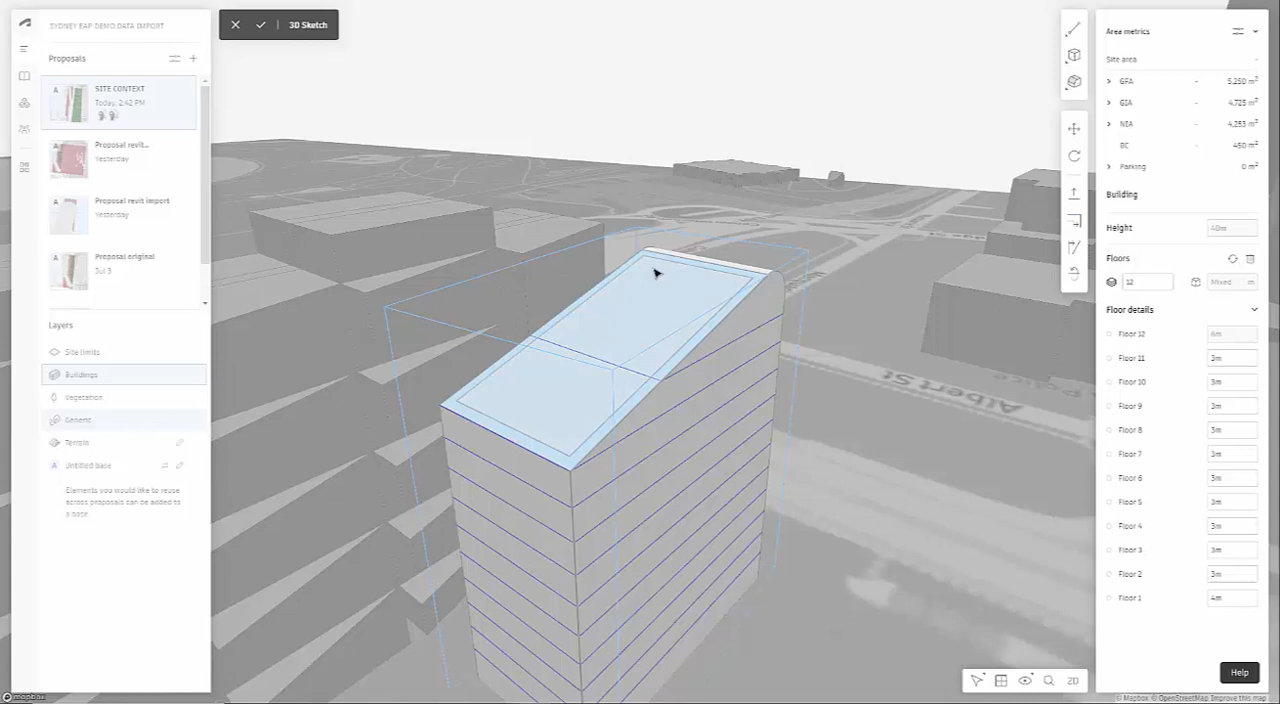 SYDNEY EAP DEMO.DATA IMPORT
Proposals
A
SITE CONTEXT
Today, 2:42 PM
A
Proposal revit...
Yesterday
A
Proposal revit import
Yesterday
A
Proposal original
Jul 3
Layers
Site limits
Buildings
Vegetation
Generic
Terrain
A Untitled base
Elements you would like to reuse
across proposals can be added to
a base
mapbox
3D Sketch
Albert St
2D
Area metrics
Site area -
GFA - 5,250 m²
GIA - 4,725 m²
NIA - 4,253 m²
BC - 450 m²
Parking 0 m²
Building
Height 40m
Floors
12 Mixed m
Floor details
Floor 12 6m
Floor 11 3m
Floor 10 3m
Floor 9 3m
Floor 8 3m
Floor 7 3m
Floor 6 3m
Floor 5 3m
Floor 4 3m
Floor 3 3m
Floor 2 3m
Floor 1 4m
Help
© Mapbox © OpenStreetMap Improve this map